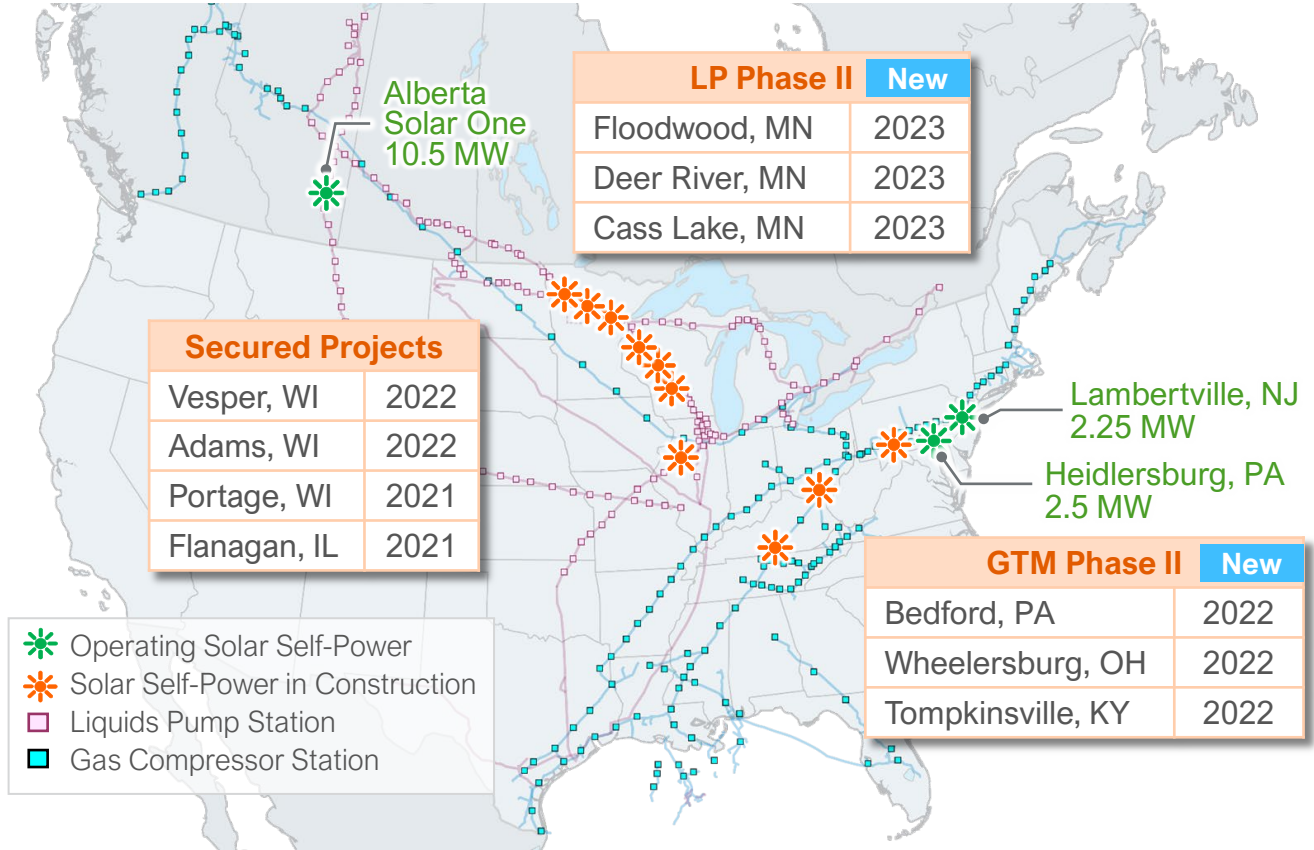 Alberta
Solar One
10.5 MW
LP Phase II New
Floodwood, MN 2023
Deer River, MN 2023
Cass Lake, MN 2023
Secured Projects
Vesper, WI 2022
Adams, WI 2022
Portage, WI 2021
Flanagan, IL 2021
Lambertville, NJ
2.25 MW
Heidlersburg, PA
2.5 MW
GTM Phase II New
Bedford, PA 2022
Wheelersburg, OH 2022
Tompkinsville, KY 2022
Operating Solar Self-Power
Solar Self-Power in Construction
Liquids Pump Station
Gas Compressor Station